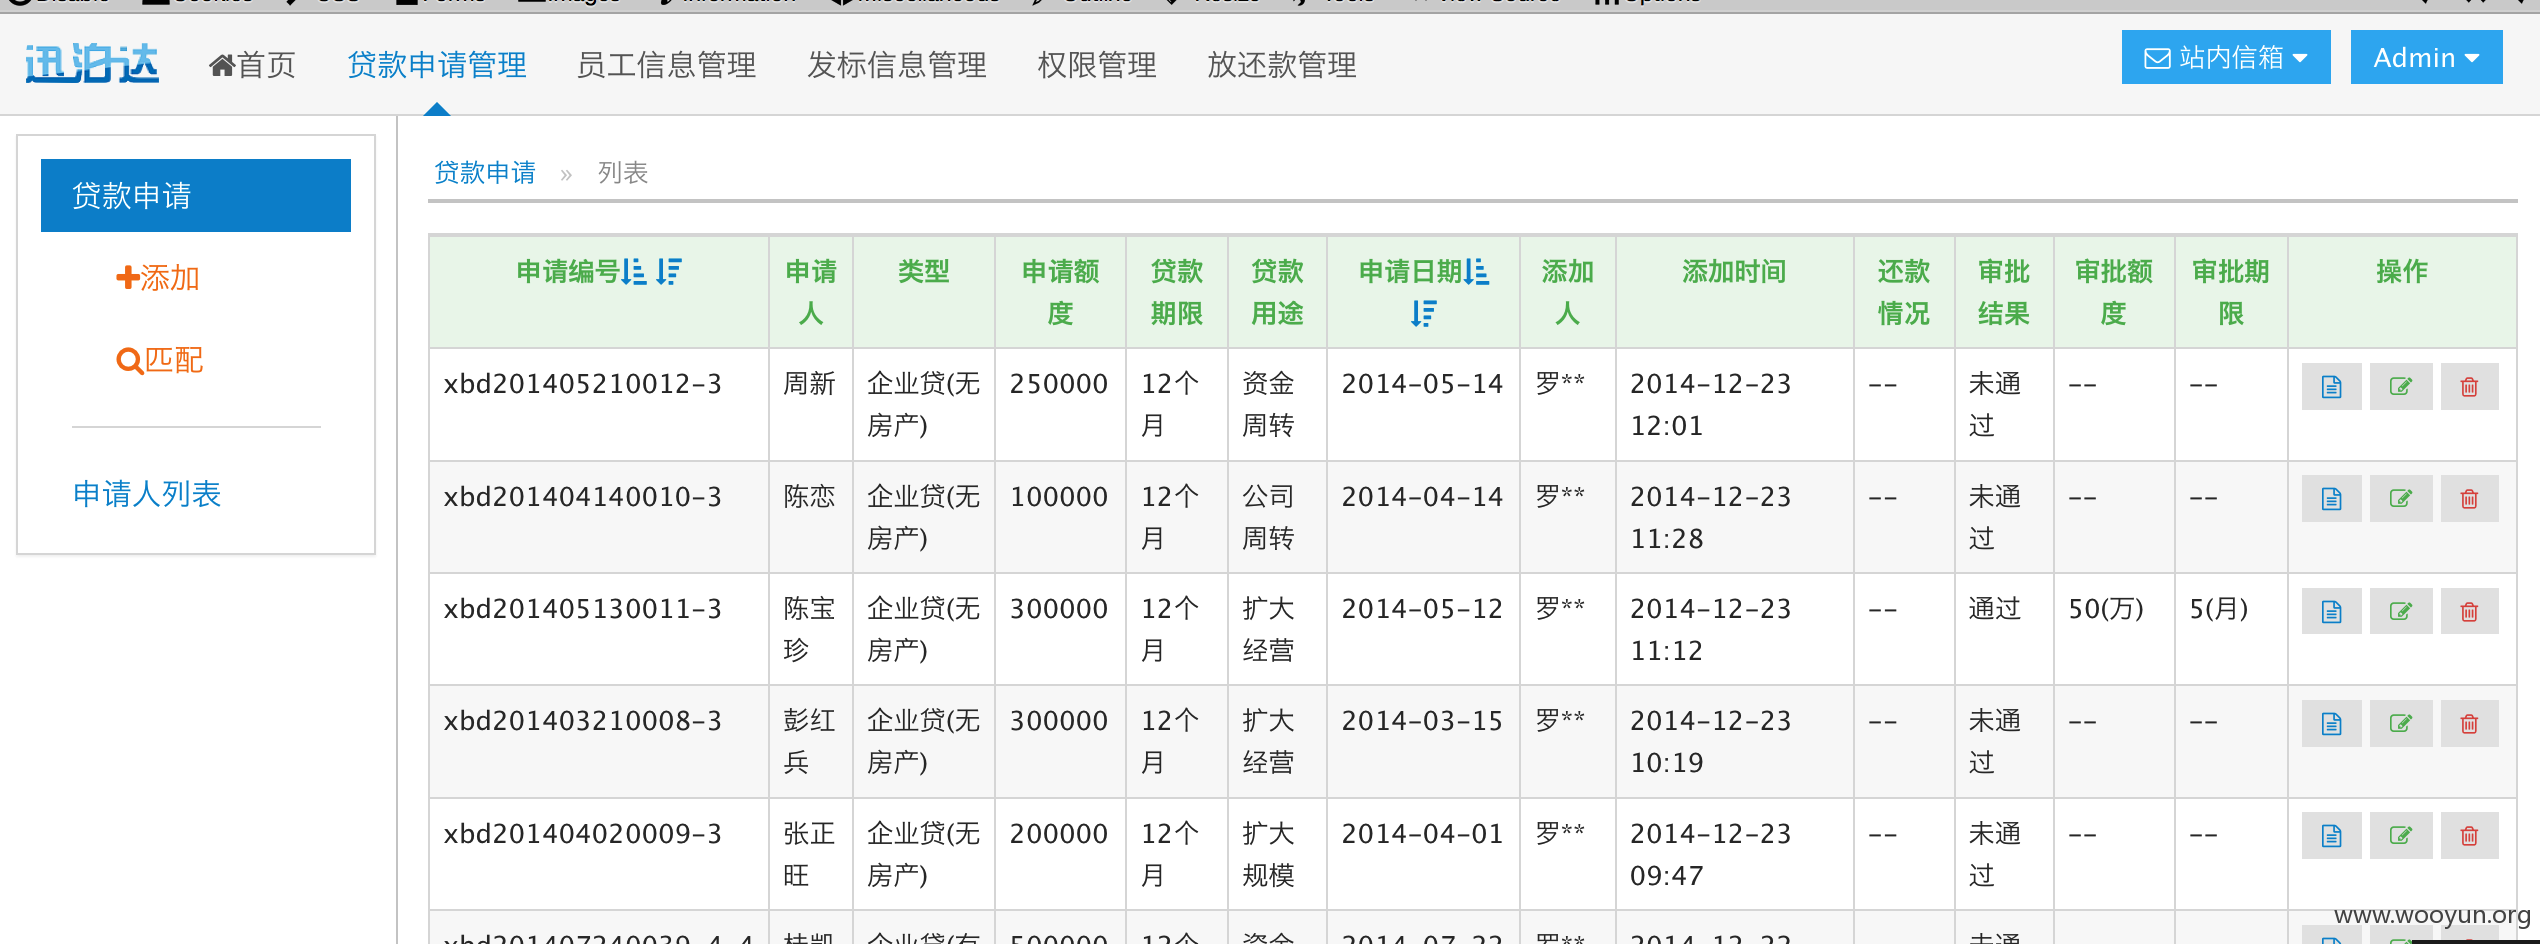 迅泊达 首页 贷款申请管理 员工信息管理 发标信息管理 权限管理 放还款管理 站内信箱 Admin
贷款申请
添加
匹配
申请人列表
贷款申请 » 列表
申请编号 申请人 类型 申请额度 贷款期限 贷款用途 申请日期 添加人 添加时间 还款情况 审批结果 审批额度 审批期限 操作
xbd201405210012-3 周新 企业贷(无房产) 250000 12个月 资金周转 2014-05-14 罗** 2014-12-23 12:01 -- 未通过 -- --
xbd201404140010-3 陈恋 企业贷(无房产) 100000 12个月 公司周转 2014-04-14 罗** 2014-12-23 11:28 -- 未通过 -- --
xbd201405130011-3 陈宝珍 企业贷(无房产) 300000 12个月 扩大经营 2014-05-12 罗** 2014-12-23 11:12 -- 通过 50(万) 5(月)
xbd201403210008-3 彭红兵 企业贷(无房产) 300000 12个月 扩大经营 2014-03-15 罗** 2014-12-23 10:19 -- 未通过 -- --
xbd201404020009-3 张正旺 企业贷(无房产) 200000 12个月 扩大规模 2014-04-01 罗** 2014-12-23 09:47 -- 未通过 -- --
www.wooyun.org